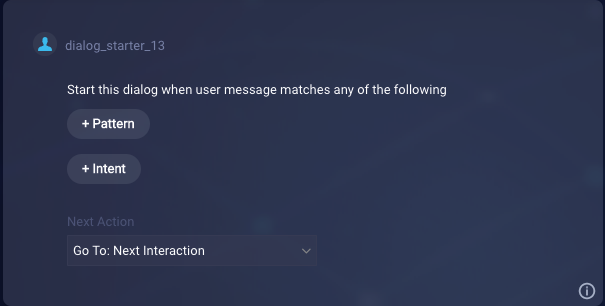 dialog_starter_13
Start this dialog when user message matches any of the following
+ Pattern
+ Intent
Next Action
Go To: Next Interaction